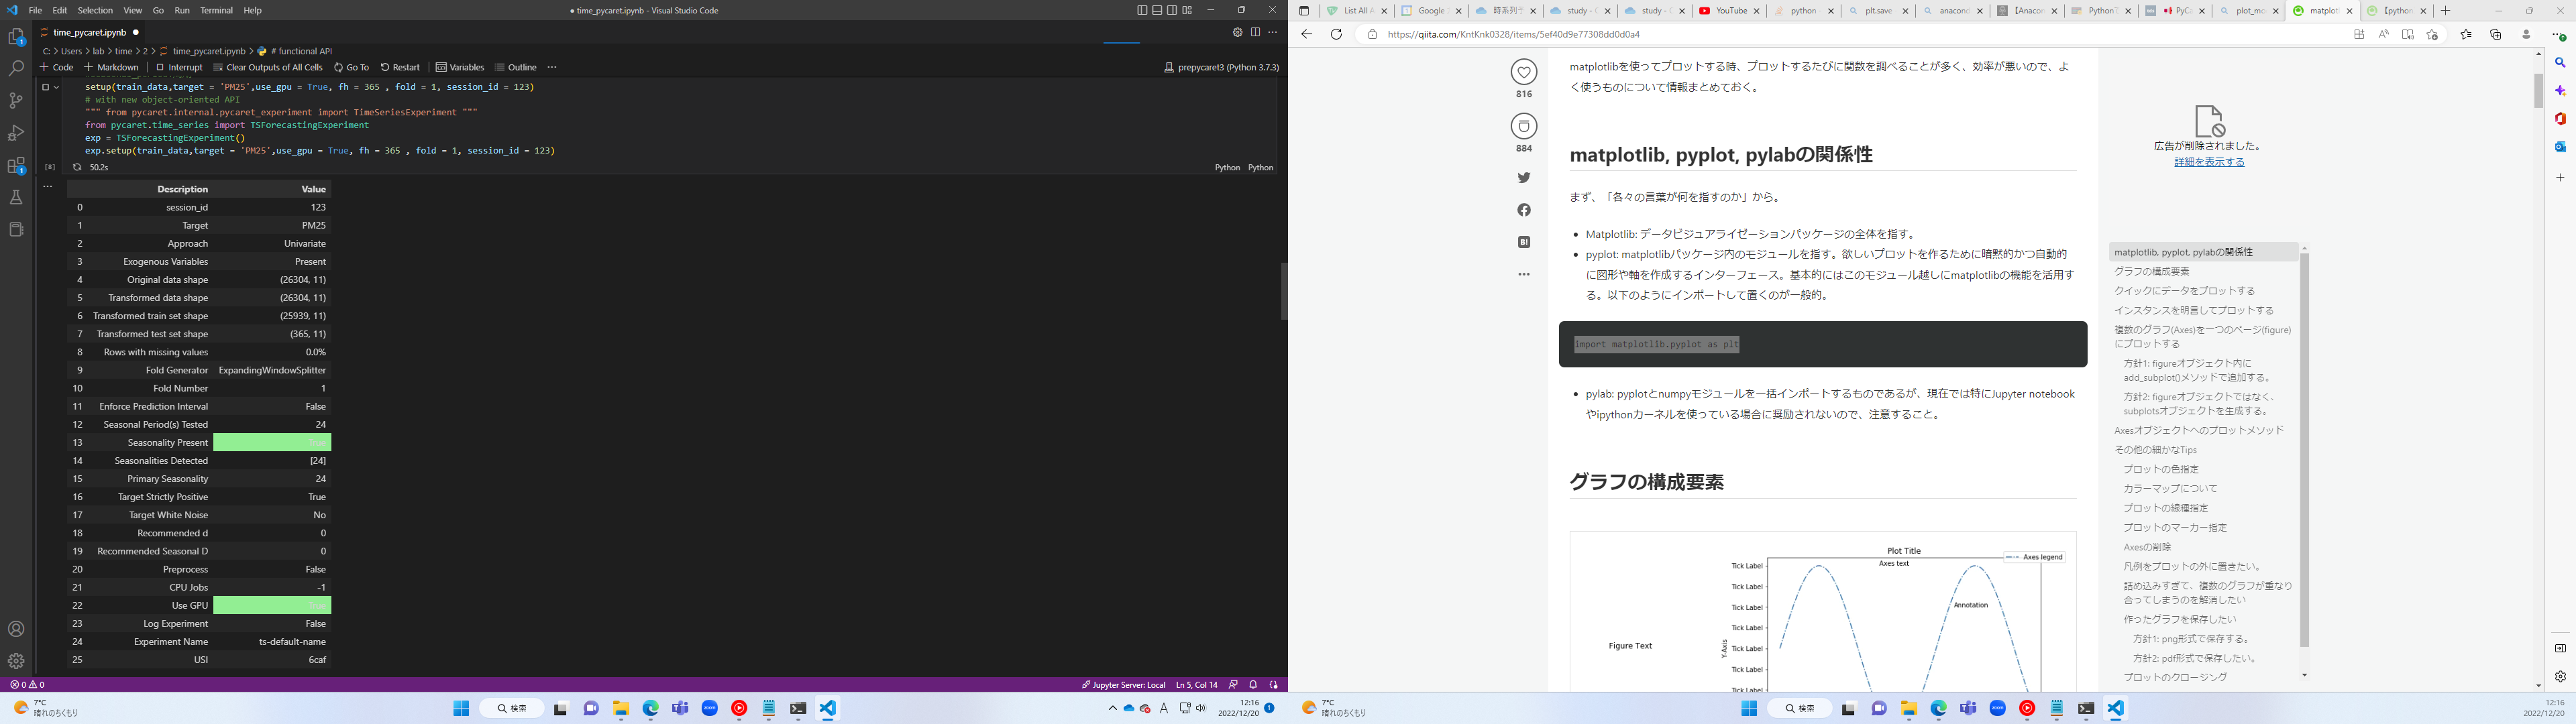 File Edit Selection View Go Run Terminal Help
● time_pycaret.ipynb - Visual Studio Code
time_pycaret.ipynb ●
C: > Users > lab > time > 2 > time_pycaret.ipynb > # functional API
+ Code + Markdown Interrupt Clear Outputs of All Cells Go To Restart Variables Outline ···
prepycaret3 (Python 3.7.3)
setup(train_data,target = 'PM25',use_gpu = True, fh = 365 , fold = 1, session_id = 123)
# with new object-oriented API
""" from pycaret.internal.pycaret_experiment import TimeSeriesExperiment """
from pycaret.time_series import TSForecastingExperiment
exp = TSForecastingExperiment()
exp.setup(train_data,target = 'PM25',use_gpu = True, fh = 365 , fold = 1, session_id = 123)
[8] 50.2s
Python Python
Description Value
0 session_id 123
1 Target PM25
2 Approach Univariate
3 Exogenous Variables Present
4 Original data shape (26304, 11)
5 Transformed data shape (26304, 11)
6 Transformed train set shape (25939, 11)
7 Transformed test set shape (365, 11)
8 Rows with missing values 0.0%
9 Fold Generator ExpandingWindowSplitter
10 Fold Number 1
11 Enforce Prediction Interval False
12 Seasonal Period(s) Tested 24
13 Seasonality Present True
14 Seasonalities Detected [24]
15 Primary Seasonality 24
16 Target Strictly Positive True
17 Target White Noise No
18 Recommended d 0
19 Recommended Seasonal D 0
20 Preprocess False
21 CPU Jobs -1
22 Use GPU True
23 Log Experiment False
24 Experiment Name ts-default-name
25 USI 6caf
0 0
Jupyter Server: Local Ln 5, Col 14
7°C
晴れのちくもり
検索
12:16
2022/12/20
List All A
Google
時系列デ
study - 
study - 
YouTube
python -
plt.save
anacond
【Anacon
Python
PyCa
plot_mo
matplot
【python
https://qiita.com/KntKnk0328/items/5ef40d9e77308dd0d0a4
816
884
matplotlibを使ってプロットする時、プロットするたびに関数を調べることが多く、効率が悪いので、よ
く使うものについて情報まとめておく。
matplotlib, pyplot, pylabの関係性
まず、「各々の言葉が何を指すのか」から。
• Matplotlib: データビジュアライゼーションパッケージの全体を指す。
• pyplot: matplotlibパッケージ内のモジュールを指す。欲しいプロットを作るために暗黙的かつ自動的
に図形や軸を作成するインターフェース。基本的にはこのモジュール越しにmatplotlibの機能を活用す
る。以下のようにインポートして置くのが一般的。
import matplotlib.pyplot as plt
• pylab: pyplotとnumpyモジュールを一括インポートするものであるが、現在では特にJupyter notebook
やipythonカーネルを使っている場合に奨励されないので、注意すること。
グラフの構成要素
Plot Title
Axes legend
Axes text
Tick Label
Tick Label
Tick Label
Annotation
Tick Label
Figure Text
Y-Axis
Tick Label
Tick Label
Tick Label
広告が削除されました。
詳細を表示する
matplotlib, pyplot, pylabの関係性
グラフの構成要素
クイックにデータをプロットする
インスタンスを明言してプロットする
複数のグラフ(Axes)を一つのページ(figure)
にプロットする
方針1: figureオブジェクト内に
add_subplot()メソッドで追加する。
方針2: figureオブジェクトではなく、
subplotsオブジェクトを生成する。
Axesオブジェクトへのプロットメソッド
その他の細かなTips
プロットの色指定
カラーマップについて
プロットの線種指定
プロットのマーカー指定
Axesの削除
凡例をプロットの外に置きたい。
詰め込みすぎて、複数のグラフが重なり
合ってしまうのを解消したい
作ったグラフを保存したい
方針1: png形式で保存する。
方針2: pdf形式で保存したい。
プロットのクロージング
7°C
晴れのちくもり
検索
12:16
2022/12/20